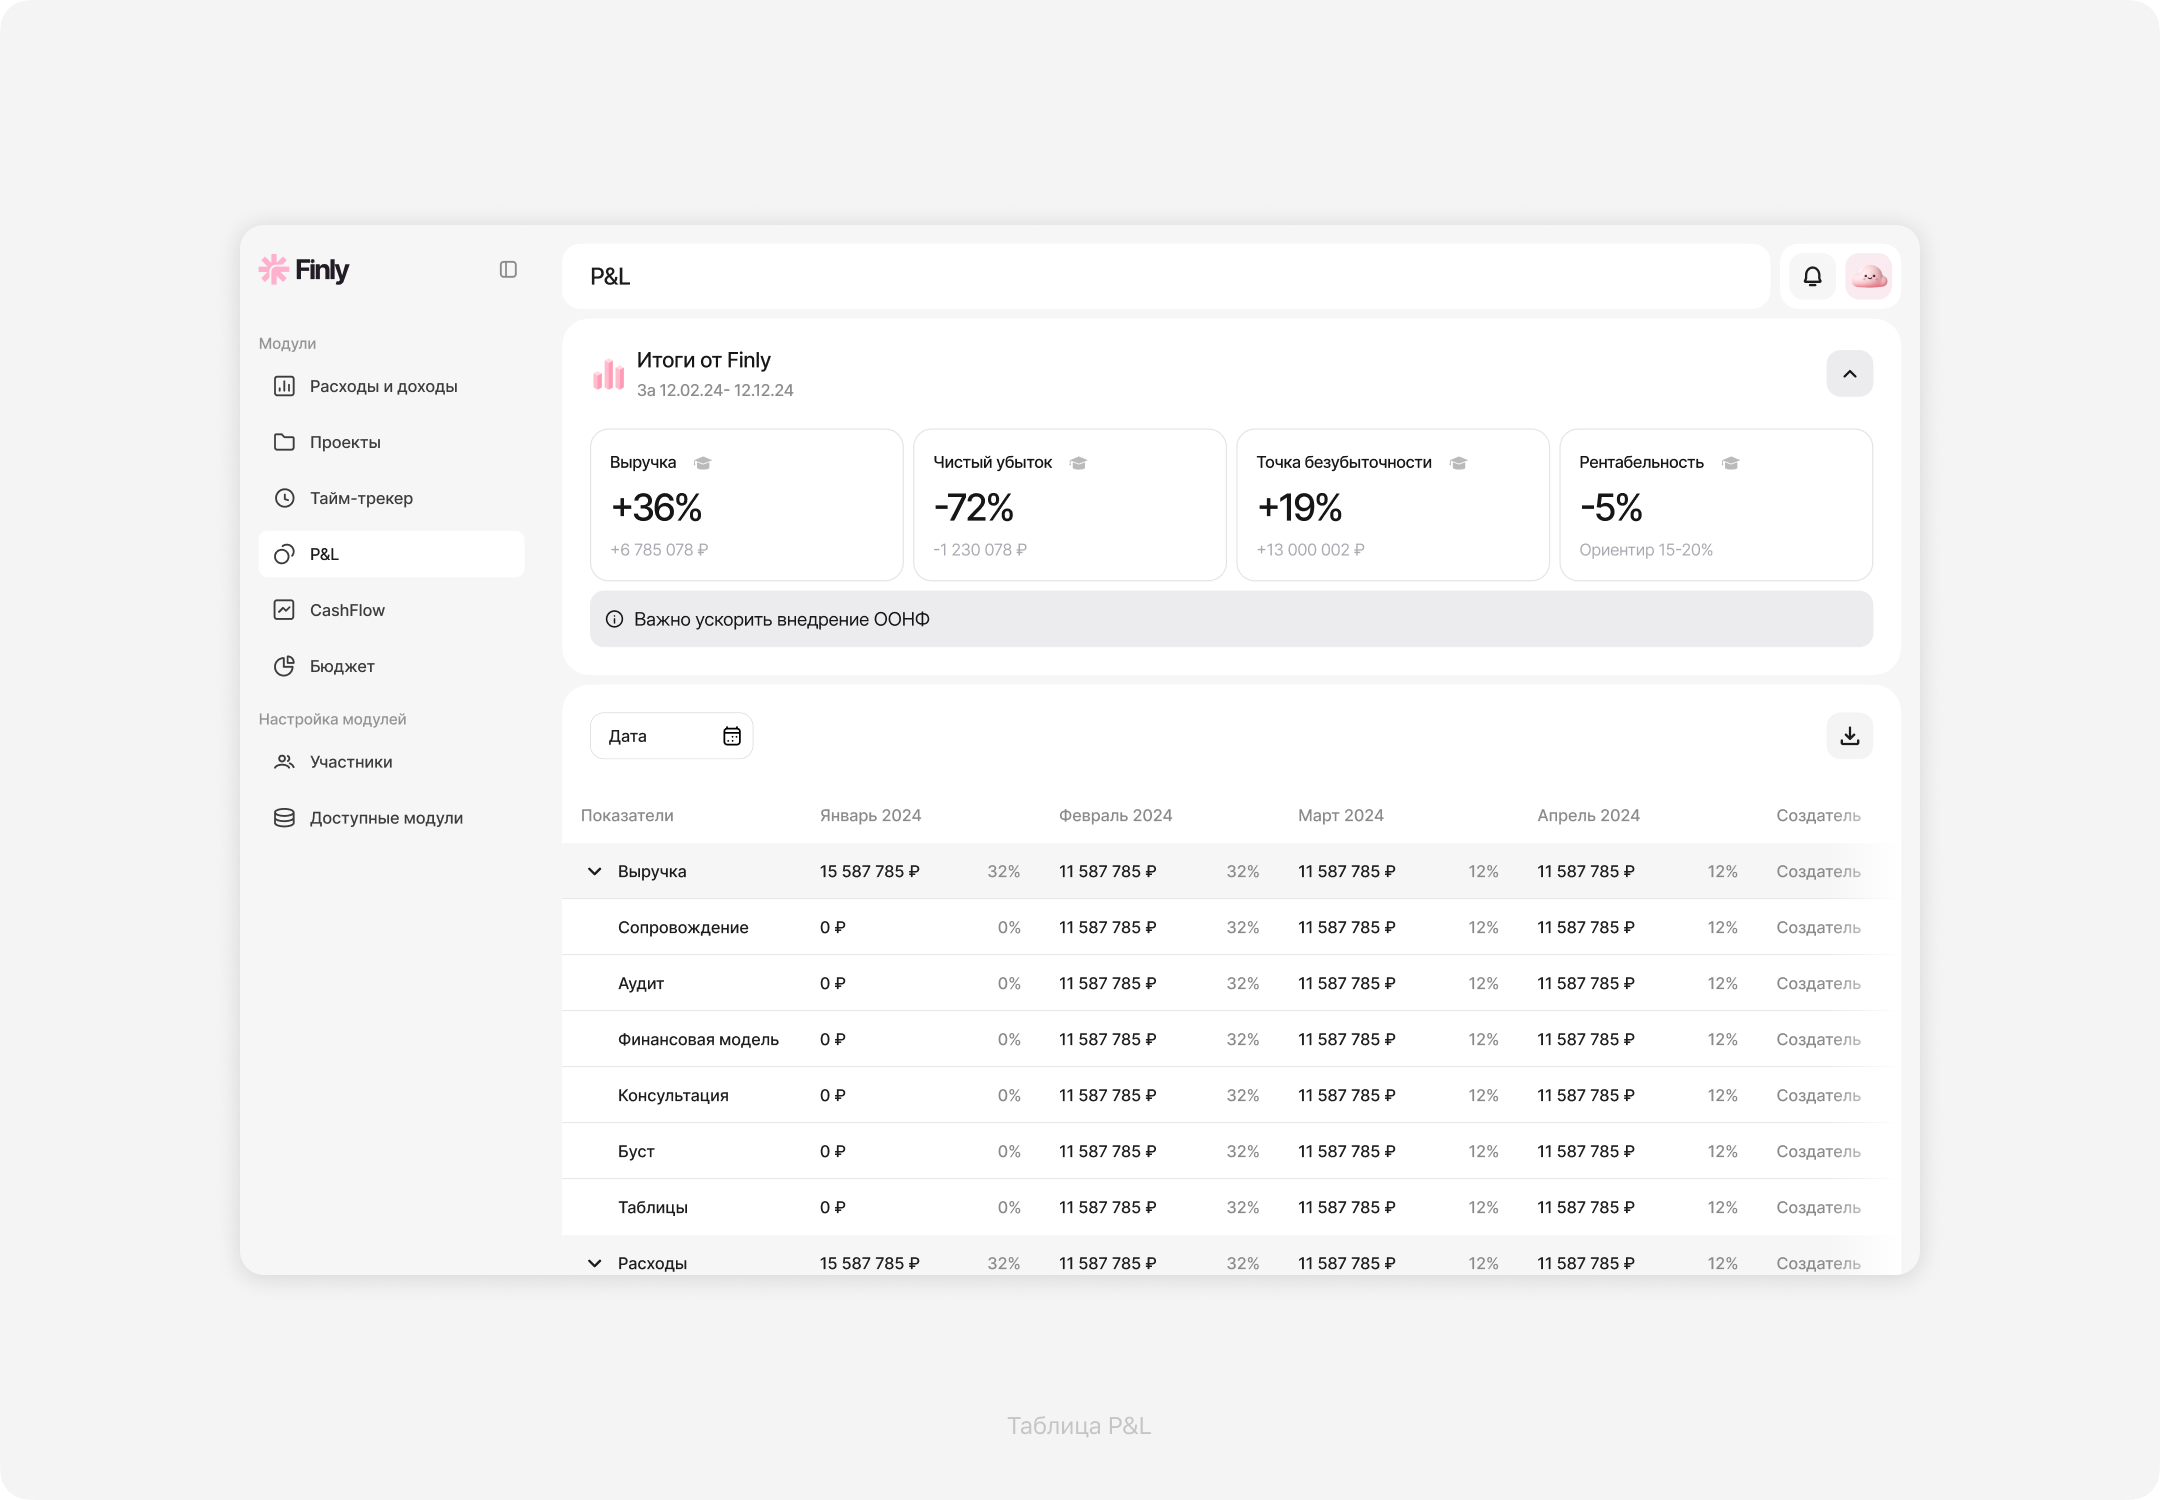 Finly
Модули
Расходы и доходы
Проекты
Тайм-трекер
P&L
CashFlow
Бюджет
Настройка модулей
Участники
Доступные модули
P&L
Итоги от Finly
За 12.02.24- 12.12.24
Выручка
+36%
+6 785 078 ₽
Чистый убыток
-72%
-1 230 078 ₽
Точка безубыточности
+19%
+13 000 002 ₽
Рентабельность
-5%
Ориентир 15-20%
Важно ускорить внедрение ООНФ
Дата
Показатели Январь 2024 Февраль 2024 Март 2024 Апрель 2024 Создатель
Выручка 15 587 785 ₽ 32% 11 587 785 ₽ 32% 11 587 785 ₽ 12% 11 587 785 ₽ 12% Создатель
Сопровождение 0 ₽ 0% 11 587 785 ₽ 32% 11 587 785 ₽ 12% 11 587 785 ₽ 12% Создатель
Аудит 0 ₽ 0% 11 587 785 ₽ 32% 11 587 785 ₽ 12% 11 587 785 ₽ 12% Создатель
Финансовая модель 0 ₽ 0% 11 587 785 ₽ 32% 11 587 785 ₽ 12% 11 587 785 ₽ 12% Создатель
Консультация 0 ₽ 0% 11 587 785 ₽ 32% 11 587 785 ₽ 12% 11 587 785 ₽ 12% Создатель
Буст 0 ₽ 0% 11 587 785 ₽ 32% 11 587 785 ₽ 12% 11 587 785 ₽ 12% Создатель
Таблицы 0 ₽ 0% 11 587 785 ₽ 32% 11 587 785 ₽ 12% 11 587 785 ₽ 12% Создатель
Расходы 15 587 785 ₽ 32% 11 587 785 ₽ 32% 11 587 785 ₽ 12% 11 587 785 ₽ 12% Создатель
Таблица P&L